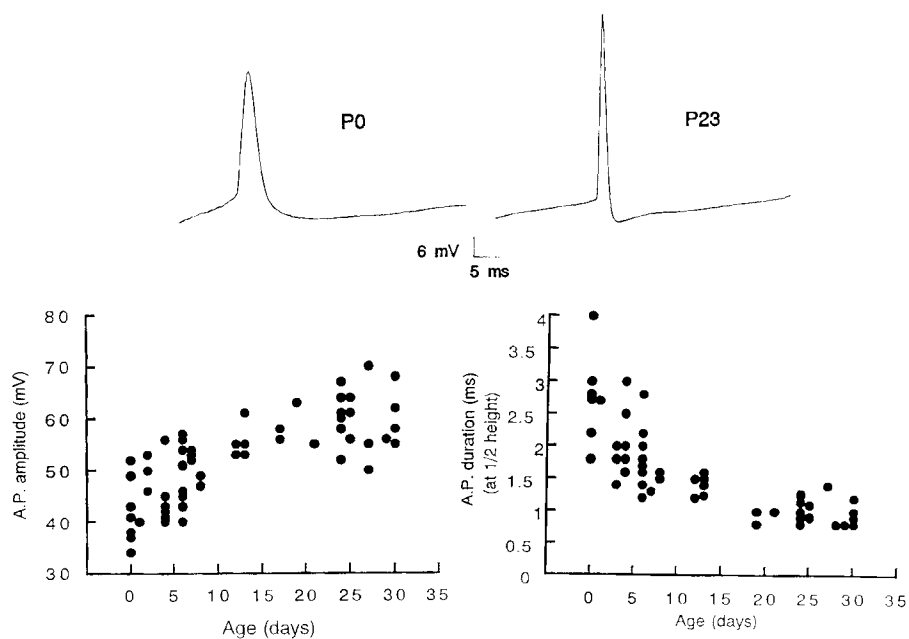 P0
P23
6 mV
5 ms
80
70
60
50
40
30
A.P. amplitude (mV)
0 5 10 15 20 25 30 35
Age (days)
4
3.5
3
2.5
2
1.5
1
0.5
0
A.P. duration (ms)
(at 1/2 height)
0 5 10 15 20 25 30 35
Age (days)